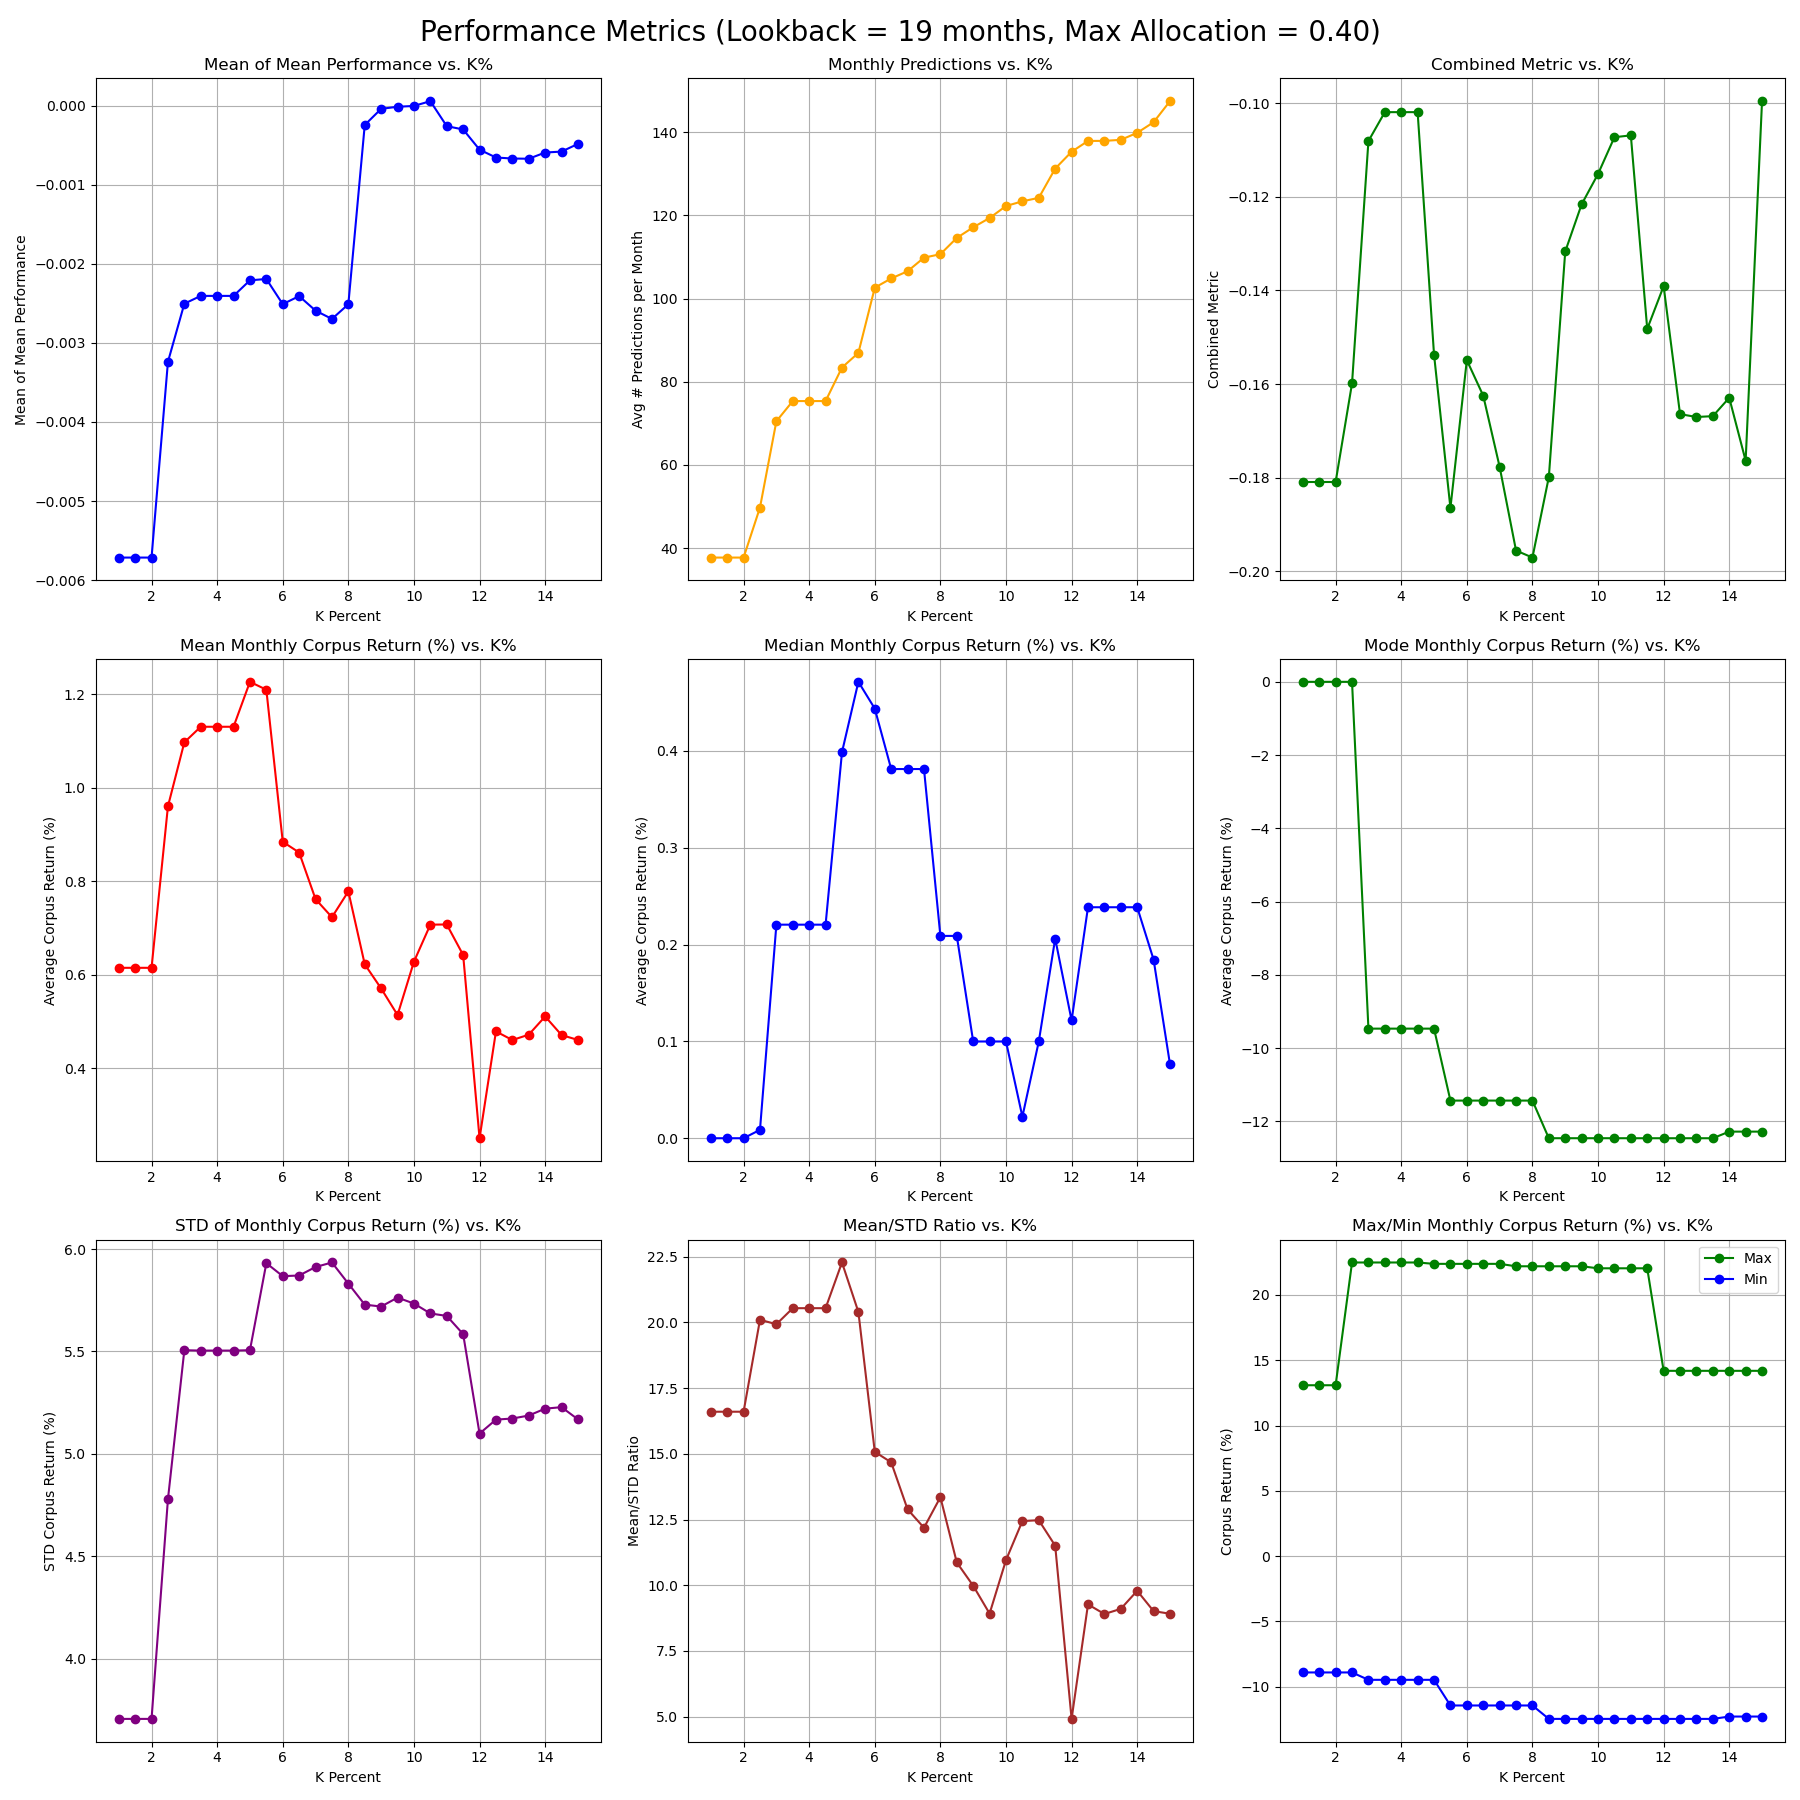 Performance Metrics (Lookback = 19 months, Max Allocation = 0.40)
Mean of Mean Performance vs. K%
Mean of Mean Performance
0.000
−0.001
−0.002
−0.003
−0.004
−0.005
−0.006
2 4 6 8 10 12 14
K Percent
Monthly Predictions vs. K%
Avg # Predictions per Month
140
120
100
80
60
40
2 4 6 8 10 12 14
K Percent
Combined Metric vs. K%
Combined Metric
−0.10
−0.12
−0.14
−0.16
−0.18
−0.20
2 4 6 8 10 12 14
K Percent
Mean Monthly Corpus Return (%) vs. K%
Average Corpus Return (%)
1.2
1.0
0.8
0.6
0.4
2 4 6 8 10 12 14
K Percent
Median Monthly Corpus Return (%) vs. K%
Average Corpus Return (%)
0.4
0.3
0.2
0.1
0.0
2 4 6 8 10 12 14
K Percent
Mode Monthly Corpus Return (%) vs. K%
Average Corpus Return (%)
0
−2
−4
−6
−8
−10
−12
2 4 6 8 10 12 14
K Percent
STD of Monthly Corpus Return (%) vs. K%
STD Corpus Return (%)
6.0
5.5
5.0
4.5
4.0
2 4 6 8 10 12 14
K Percent
Mean/STD Ratio vs. K%
Mean/STD Ratio
22.5
20.0
17.5
15.0
12.5
10.0
7.5
5.0
2 4 6 8 10 12 14
K Percent
Max/Min Monthly Corpus Return (%) vs. K%
Corpus Return (%)
Max
Min
20
15
10
5
0
−5
−10
2 4 6 8 10 12 14
K Percent